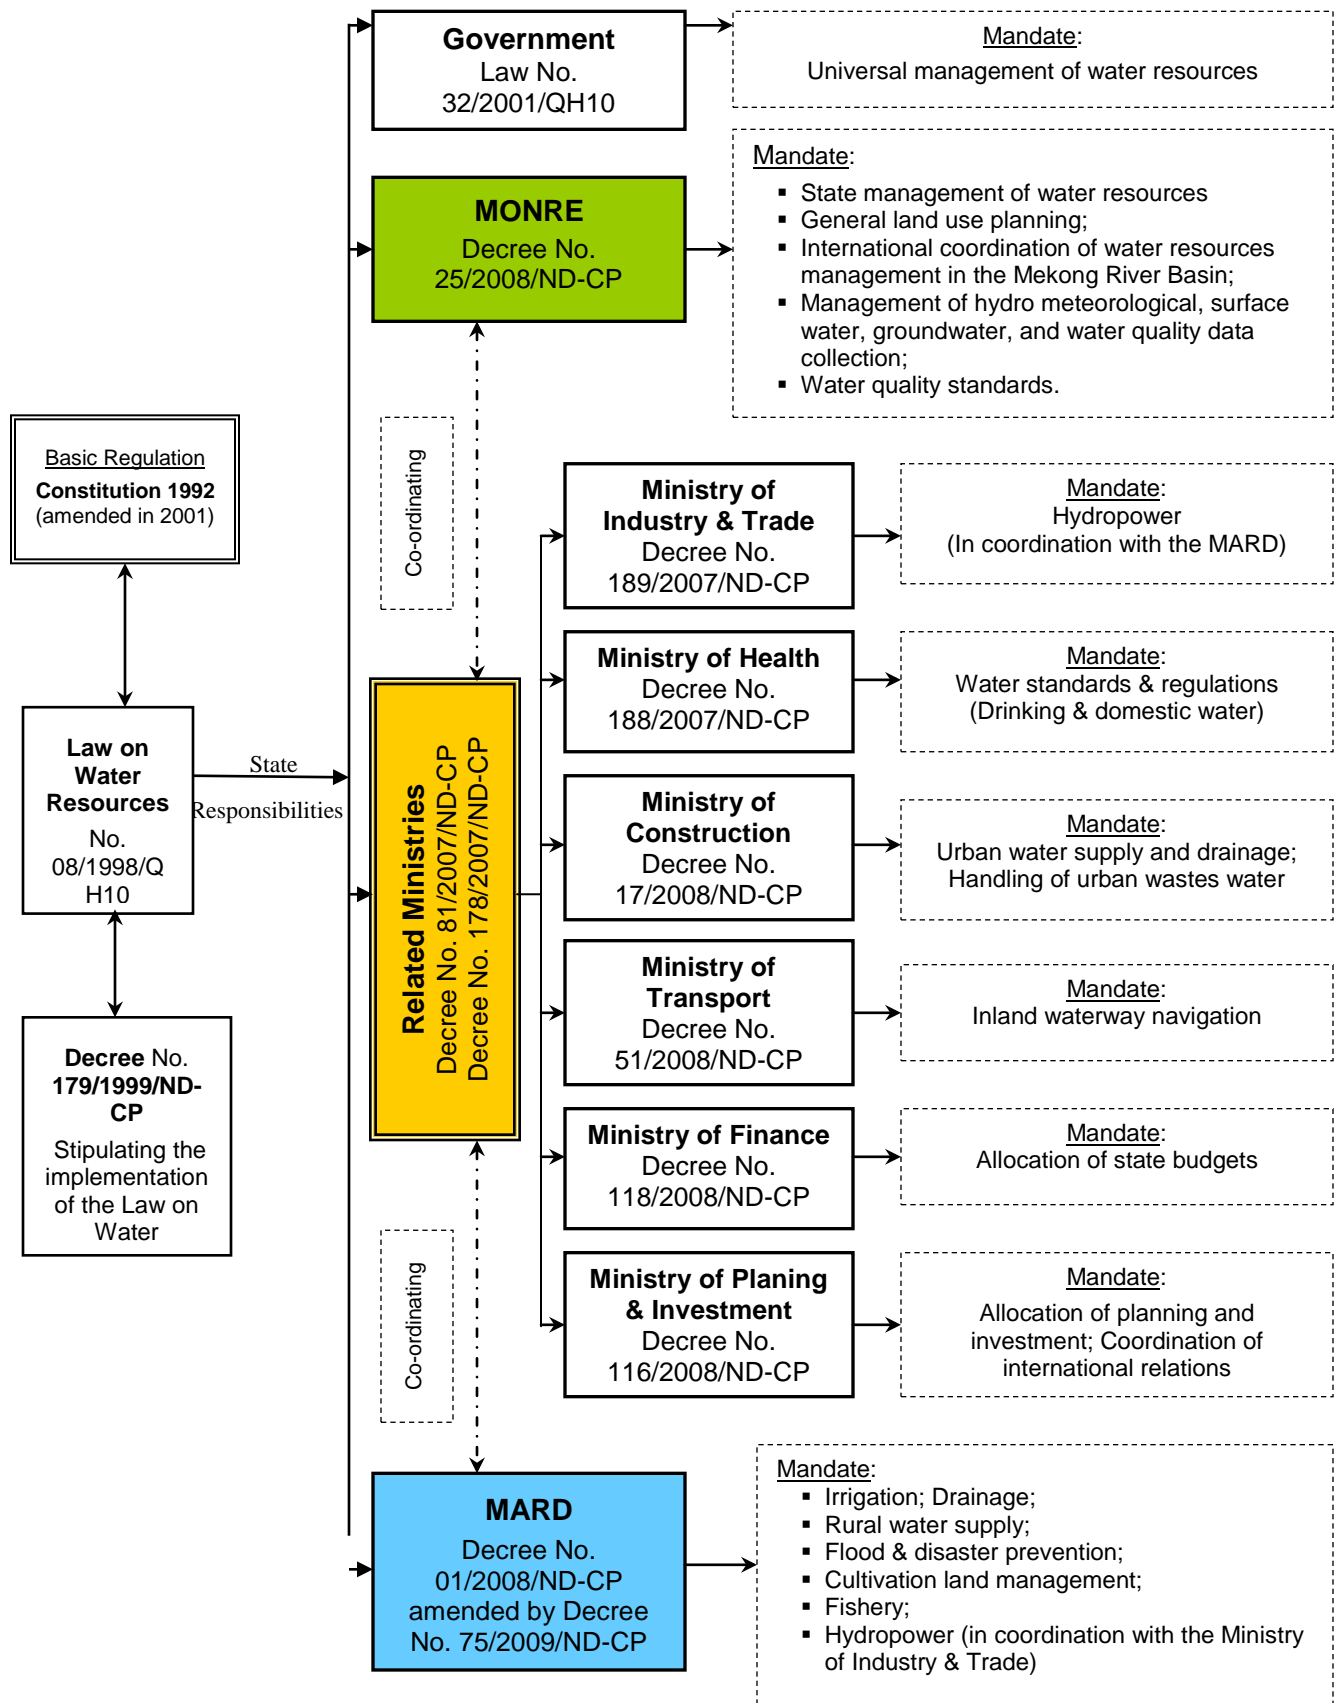 Government
Law No.
32/2001/QH10
Mandate:
Universal management of water resources
MONRE
Decree No.
25/2008/ND-CP
Mandate:
▪ State management of water resources
▪ General land use planning;
▪ International coordination of water resources
management in the Mekong River Basin;
▪ Management of hydro meteorological, surface
water, groundwater, and water quality data
collection;
▪ Water quality standards.
Basic Regulation
Constitution 1992
(amended in 2001)
Co-ordinating
Ministry of
Industry & Trade
Decree No.
189/2007/ND-CP
Mandate:
Hydropower
(In coordination with the MARD)
Ministry of Health
Decree No.
188/2007/ND-CP
Mandate:
Water standards & regulations
(Drinking & domestic water)
Law on
Water
Resources
No.
08/1998/Q
H10
State
Responsibilities
Related Ministries
Decree No. 81/2007/ND-CP
Decree No. 178/2007/ND-CP
Ministry of
Construction
Decree No.
17/2008/ND-CP
Mandate:
Urban water supply and drainage;
Handling of urban wastes water
Ministry of
Transport
Decree No.
51/2008/ND-CP
Mandate:
Inland waterway navigation
Decree No.
179/1999/ND-
CP
Stipulating the
implementation
of the Law on
Water
Ministry of Finance
Decree No.
118/2008/ND-CP
Mandate:
Allocation of state budgets
Co-ordinating
Ministry of Planing
& Investment
Decree No.
116/2008/ND-CP
Mandate:
Allocation of planning and
investment; Coordination of
international relations
MARD
Decree No.
01/2008/ND-CP
amended by Decree
No. 75/2009/ND-CP
Mandate:
▪ Irrigation; Drainage;
▪ Rural water supply;
▪ Flood & disaster prevention;
▪ Cultivation land management;
▪ Fishery;
▪ Hydropower (in coordination with the Ministry
of Industry & Trade)